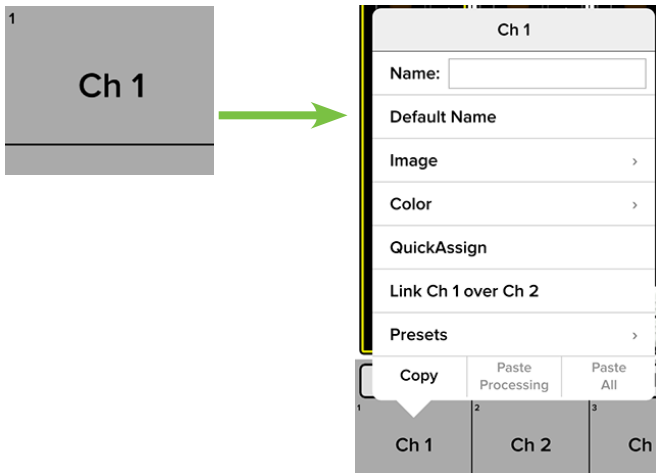 1
Ch 1
Ch 1
Name:
Default Name
Image
Color
QuickAssign
Link Ch 1 over Ch 2
Presets
Copy
Paste
Processing
Paste
All
1
2
3
Ch 1
Ch 2
Ch